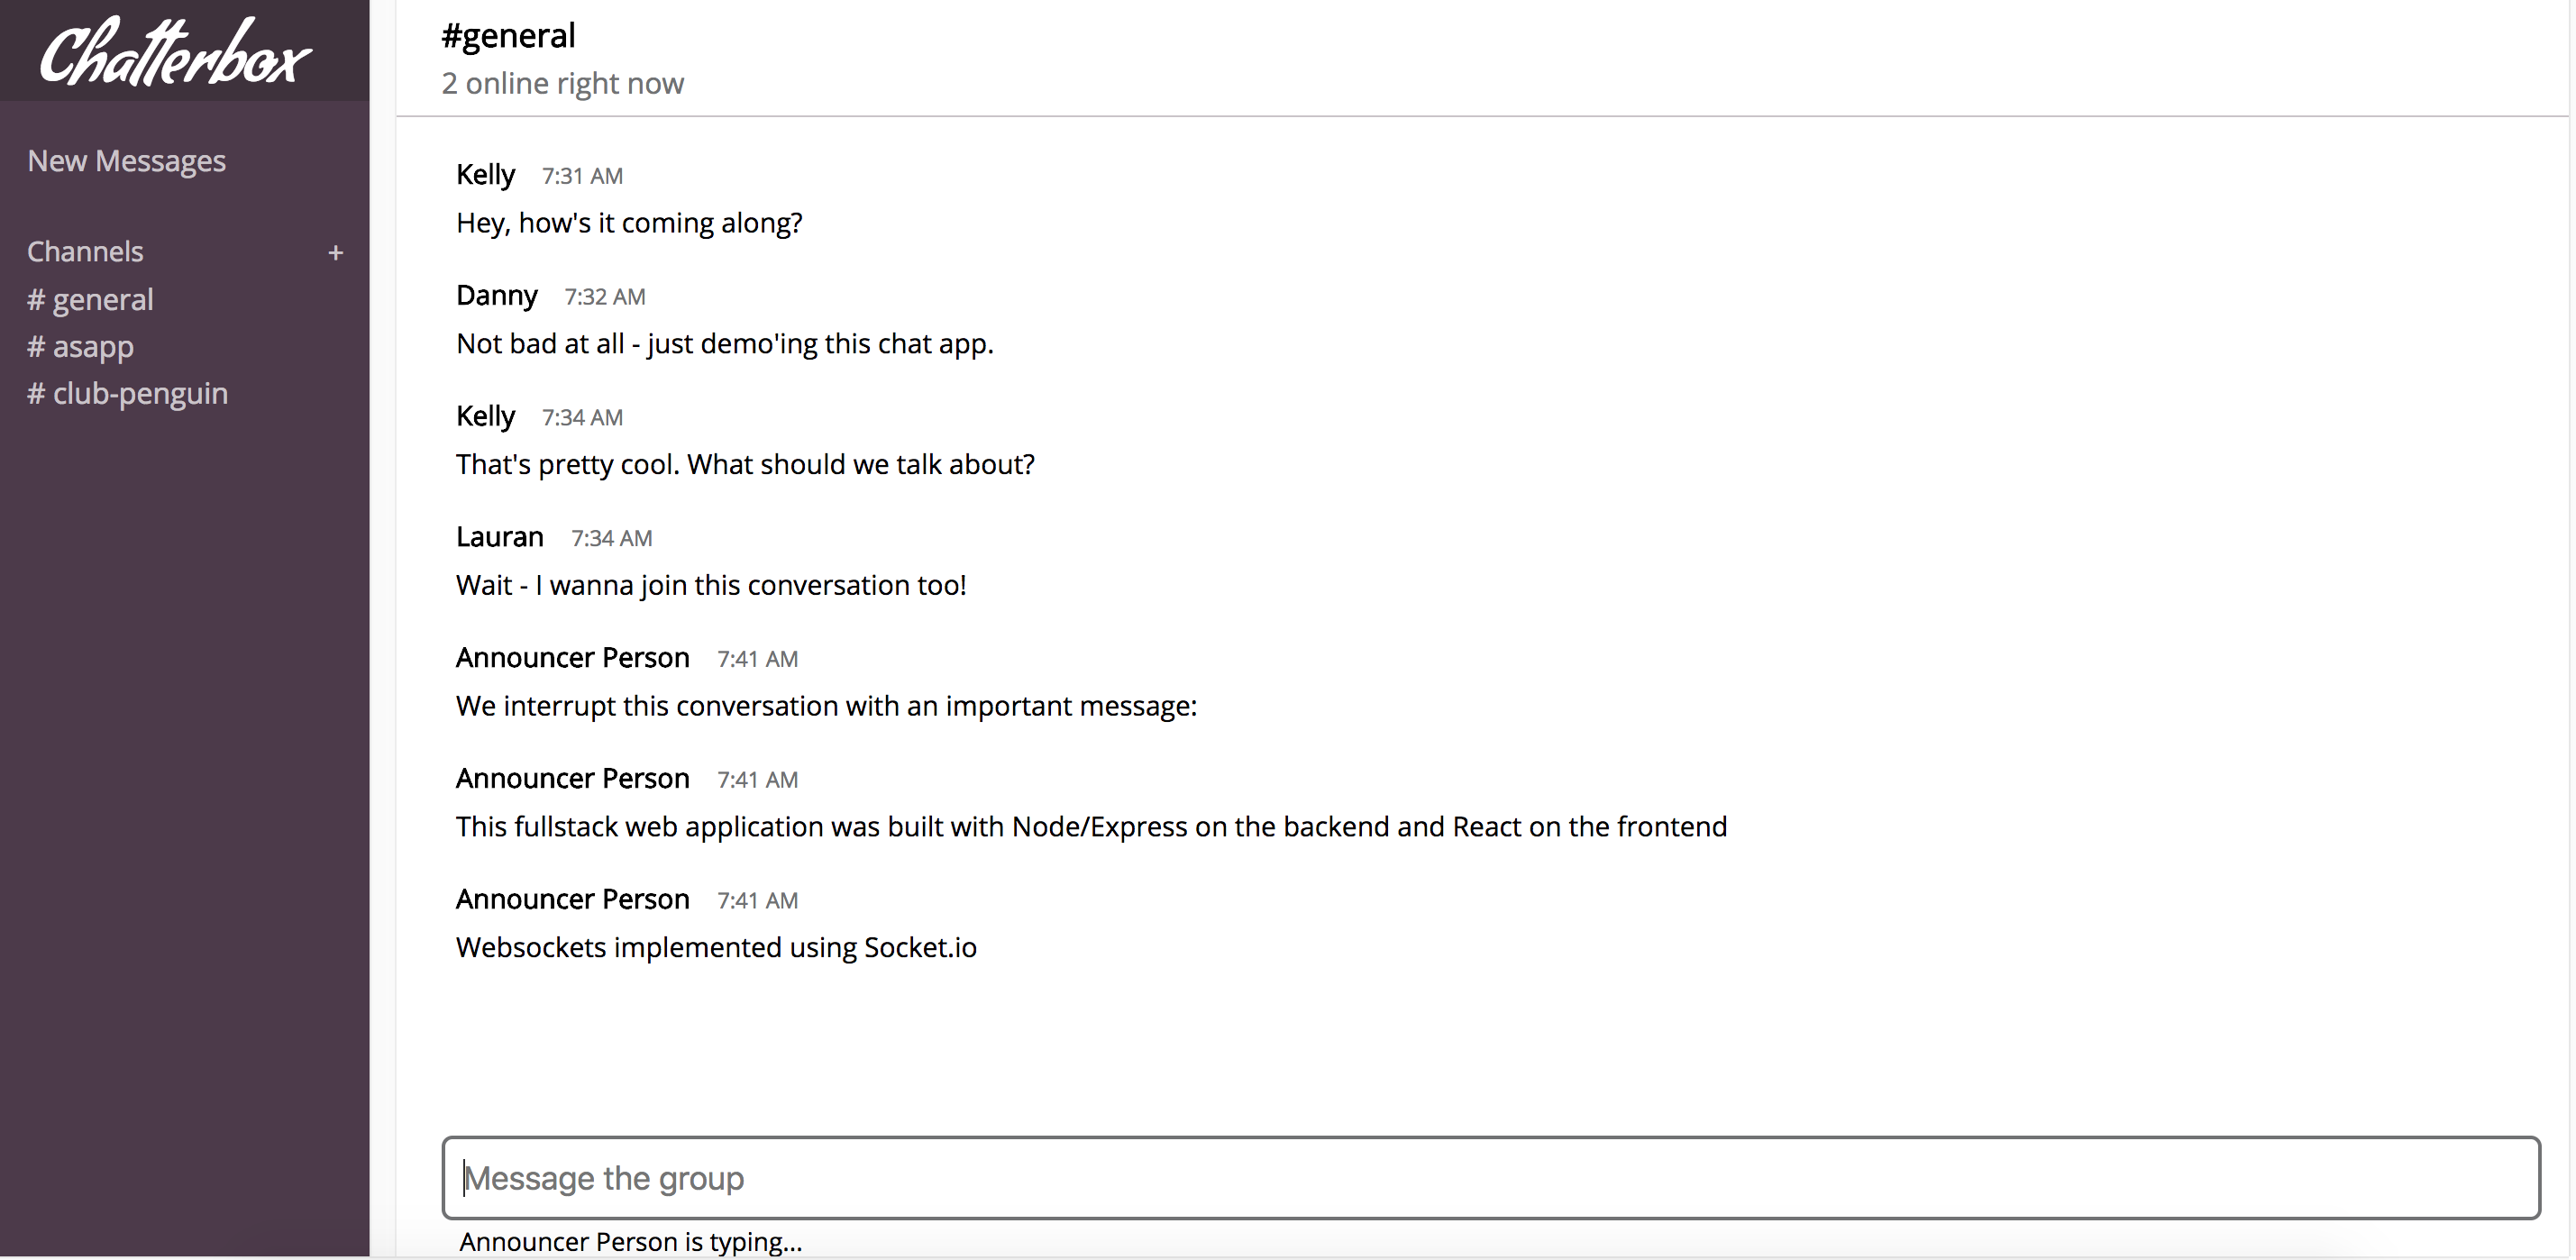 Chatterbox
New Messages
Channels +
# general
# asapp
# club-penguin
#general
2 online right now
Kelly 7:31 AM
Hey, how's it coming along?
Danny 7:32 AM
Not bad at all - just demo'ing this chat app.
Kelly 7:34 AM
That's pretty cool. What should we talk about?
Lauran 7:34 AM
Wait - I wanna join this conversation too!
Announcer Person 7:41 AM
We interrupt this conversation with an important message:
Announcer Person 7:41 AM
This fullstack web application was built with Node/Express on the backend and React on the frontend
Announcer Person 7:41 AM
Websockets implemented using Socket.io
Message the group
Announcer Person is typing...